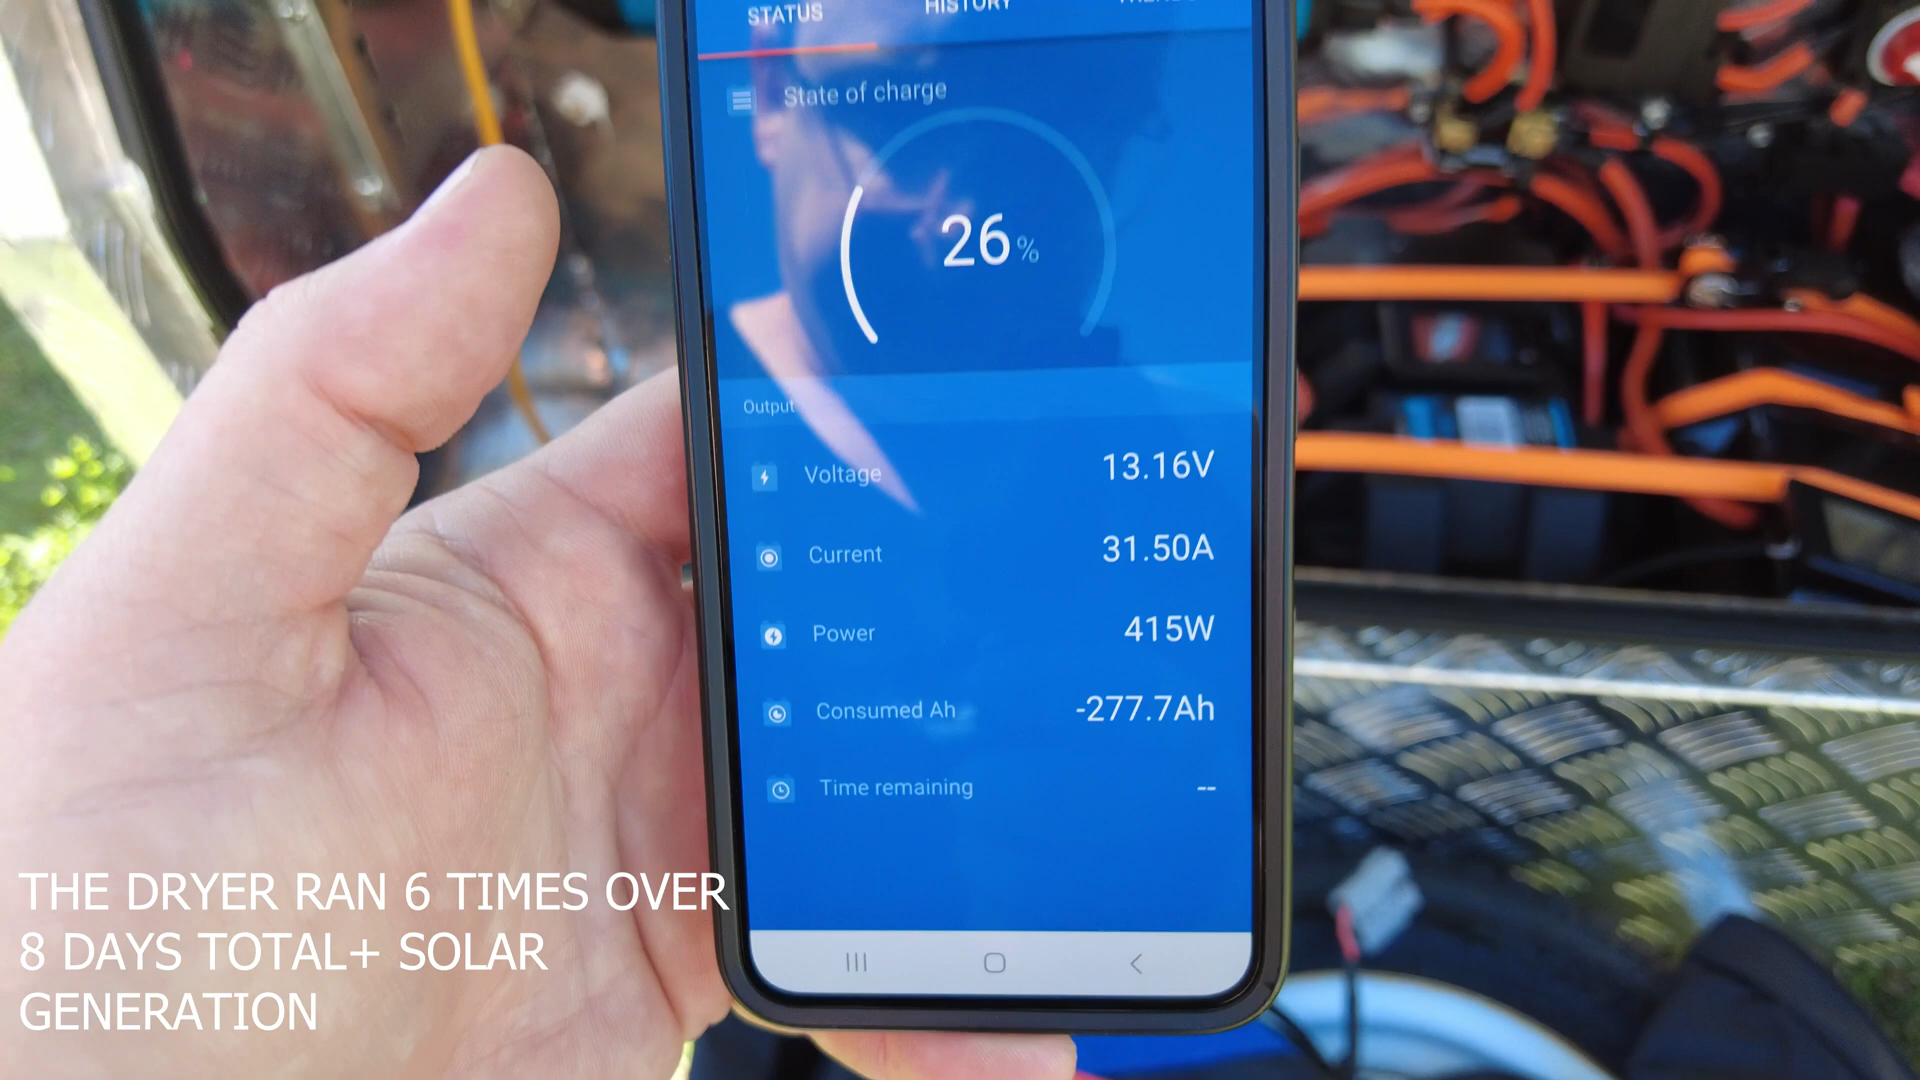 STATUS
HISTORY
State of charge
26%
Output
Voltage 13.16V
Current 31.50A
Power 415W
Consumed Ah -277.7Ah
Time remaining --
THE DRYER RAN 6 TIMES OVER
8 DAYS TOTAL+ SOLAR
GENERATION